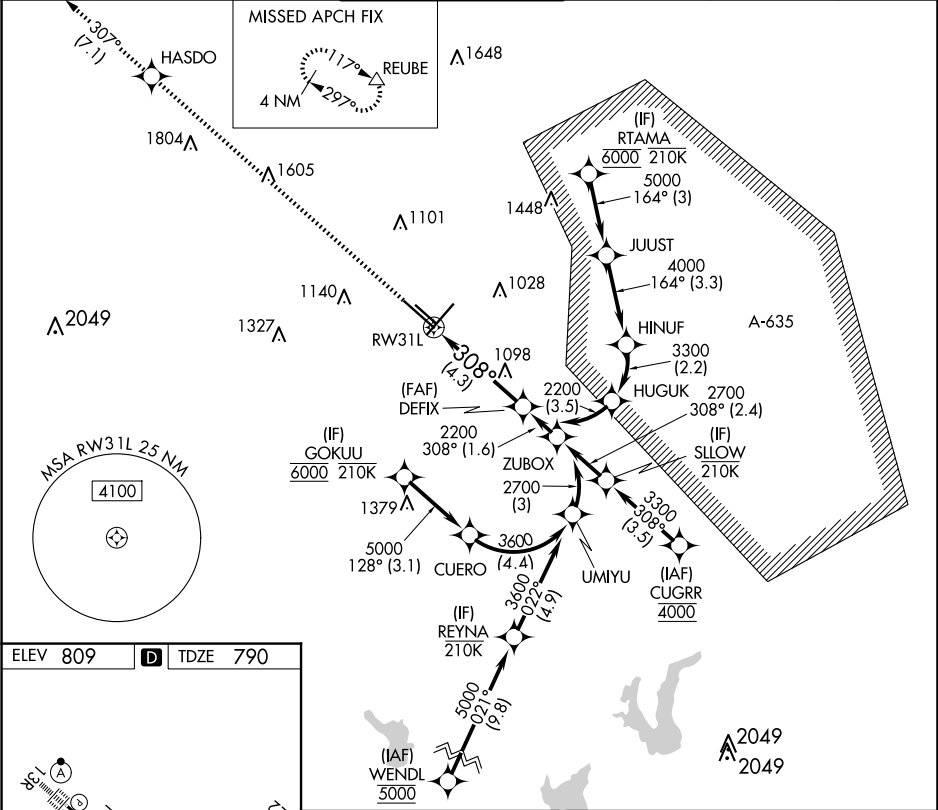 MISSED APCH FIX
117°
REUBE
4 NM
297°
307°
(7.1)
HASDO
1648
1804
1605
1101
1448
(IF)
RTAMA
6000 210K
5000
164° (3)
JUUST
4000
164° (3.3)
1140
1028
2049
1327
RW31L
HINUF
A-635
308°
(4.3)
1098
3300
(2.2)
(FAF)
DEFIX
2200
(3.5)
HUGUK
2700
308° (2.4)
2200
308° (1.6)
(IF)
GOKUU
6000 210K
ZUBOX
(IF)
SLLOW
210K
MSA RW31L 25 NM
4100
1379
2700
(3)
3300
308°
(3.5)
5000
128° (3.1)
CUERO
3600
(4.4)
UMIYU
(IAF)
CUGRR
4000
3600
022°
(4.9)
(IF)
REYNA
210K
ELEV 809
D
TDZE 790
5000
021°
(9.8)
(IAF)
WENDL
5000
2049
2049
A
P
13R